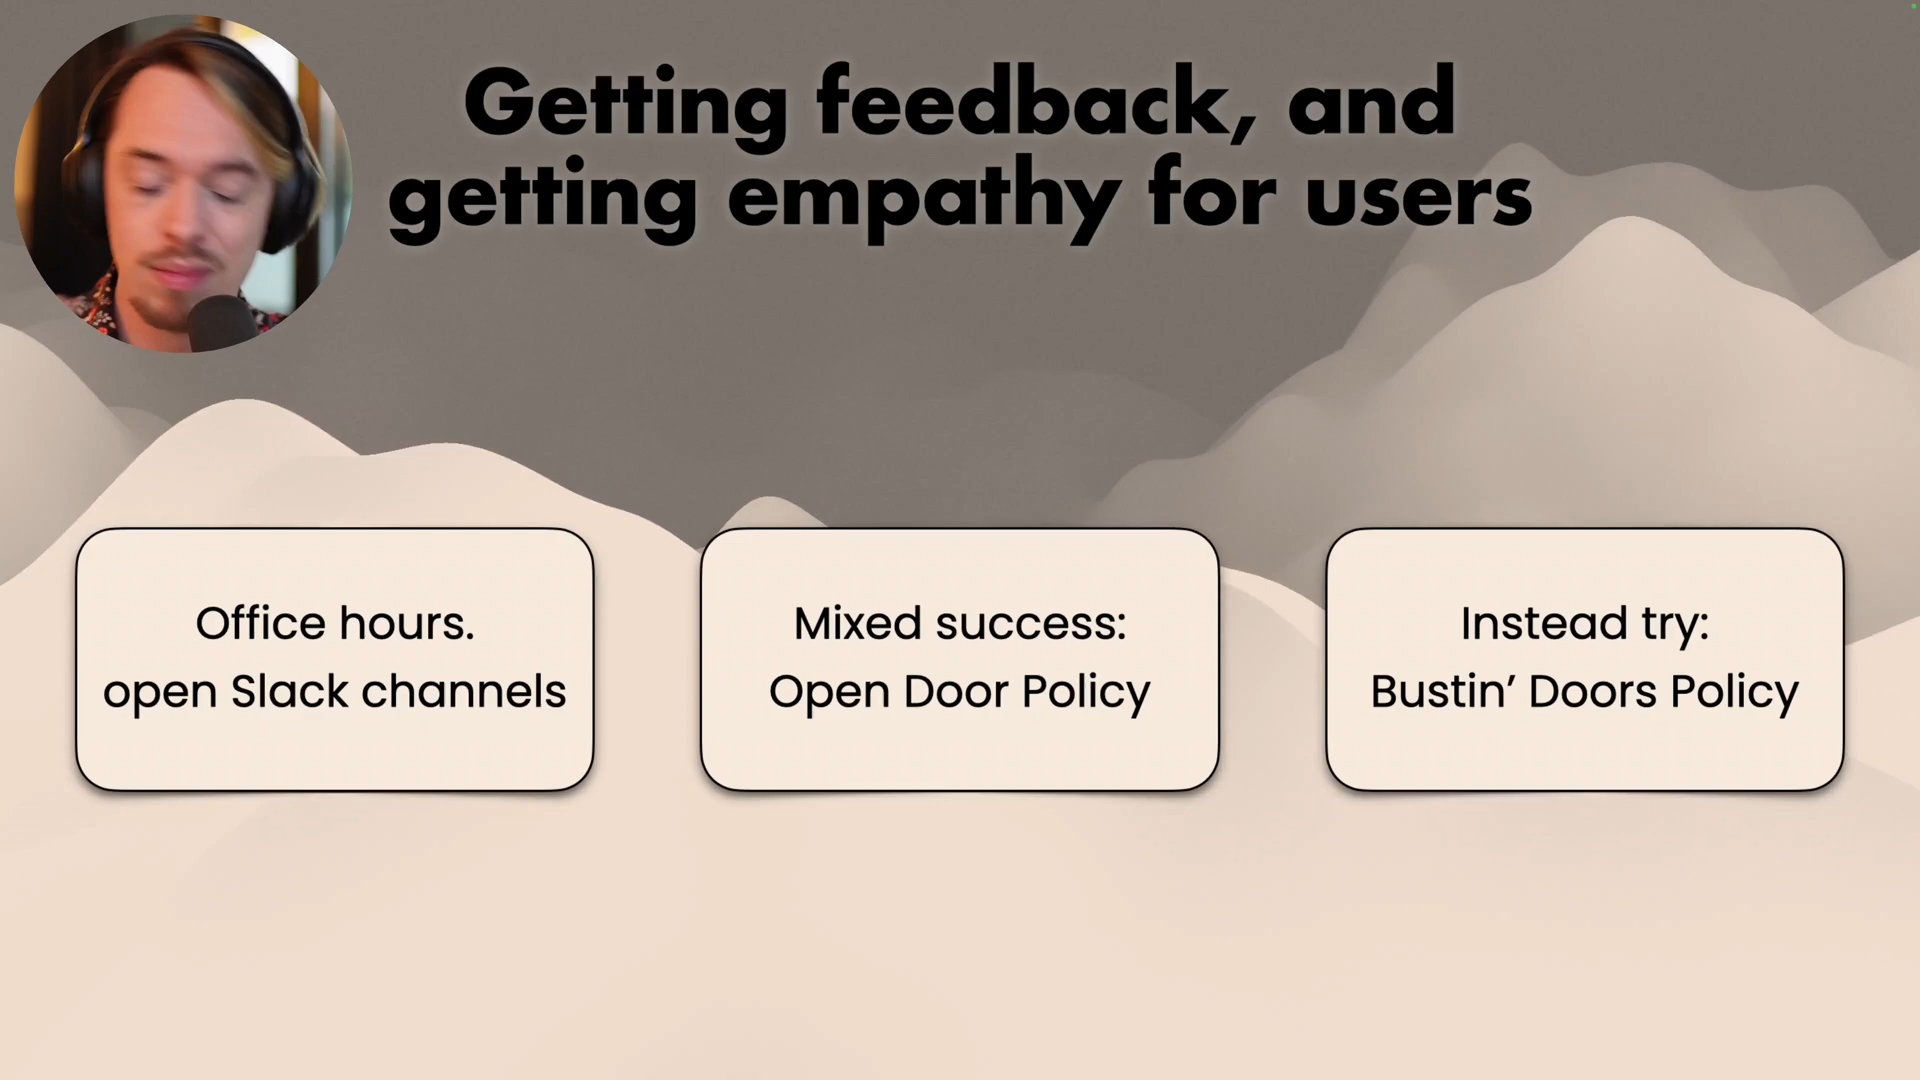 Getting feedback, and
getting empathy for users
Office hours.
open Slack channels
Mixed success:
Open Door Policy
Instead try:
Bustin’ Doors Policy